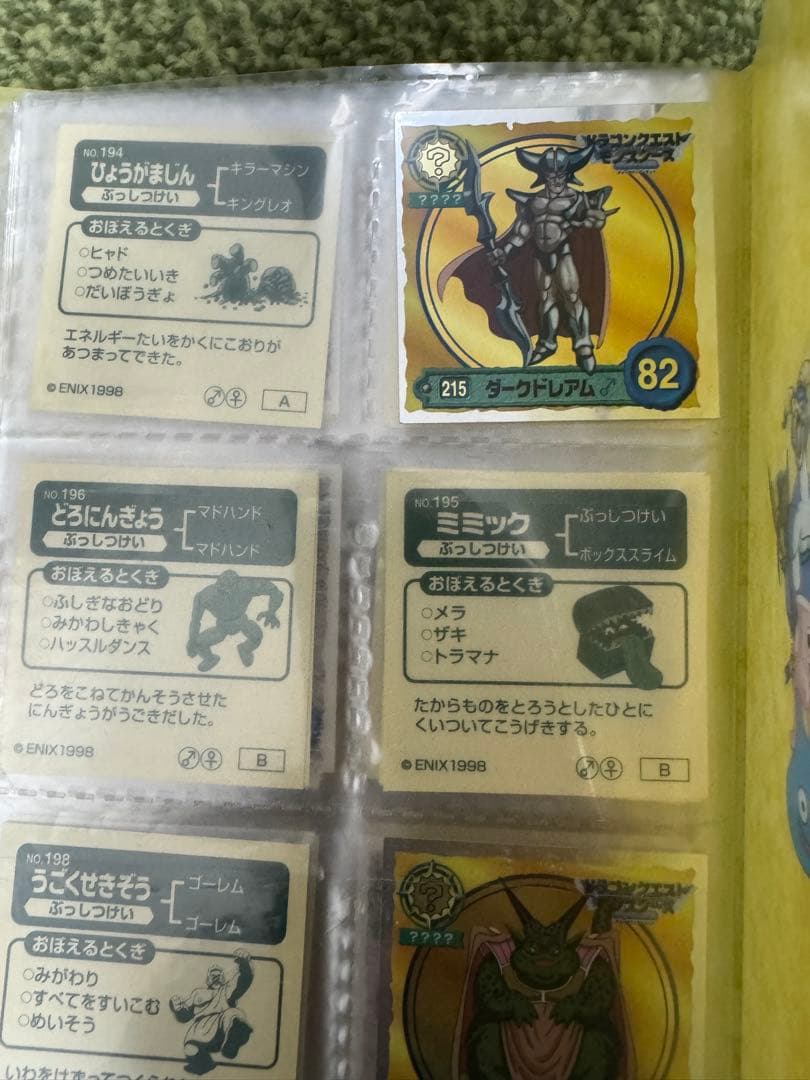 NO.194
ひょうがまじん
ぶっしつけい
キラーマシン
キングレオ
おぼえるとくぎ
○ヒャド
○つめたいいき
○だいぼうぎょ
エネルギーたいをかくにこおりが
あつまってできた。
©ENIX1998
♂♀
A
?
????
ドラゴンクエスト
モンスターズ
215
ダークドレアム♂
82
NO.196
どろにんぎょう
ぶっしつけい
マドハンド
マドハンド
おぼえるとくぎ
○ふしぎなおどり
○みかわしきゃく
○ハッスルダンス
どろをこねてかんそうさせた
にんぎょうがうごきだした。
©ENIX1998
♂♀
B
NO.195
ミミック
ぶっしつけい
ぶっしつけい
ボックススライム
おぼえるとくぎ
○メラ
○ザキ
○トラマナ
たからものをとろうとしたひとに
くいついてこうげきする。
©ENIX1998
♂♀
B
NO.198
うごくせきぞう
ぶっしつけい
ゴーレム
ゴーレム
おぼえるとくぎ
○みがわり
○すべてをすいこむ
○めいそう
?
????
ドラゴンクエスト
モンスターズ